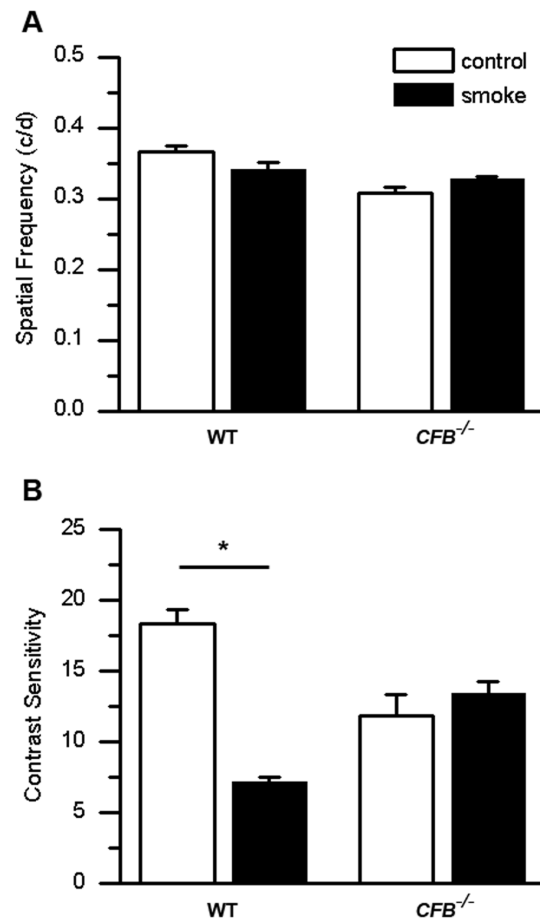 A
0.5
0.4
0.3
0.2
0.1
0.0
Spatial Frequency (c/d)
control
smoke
WT
CFB-/-
B
25
20
15
10
5
0
Contrast Sensitivity
*
WT
CFB-/-